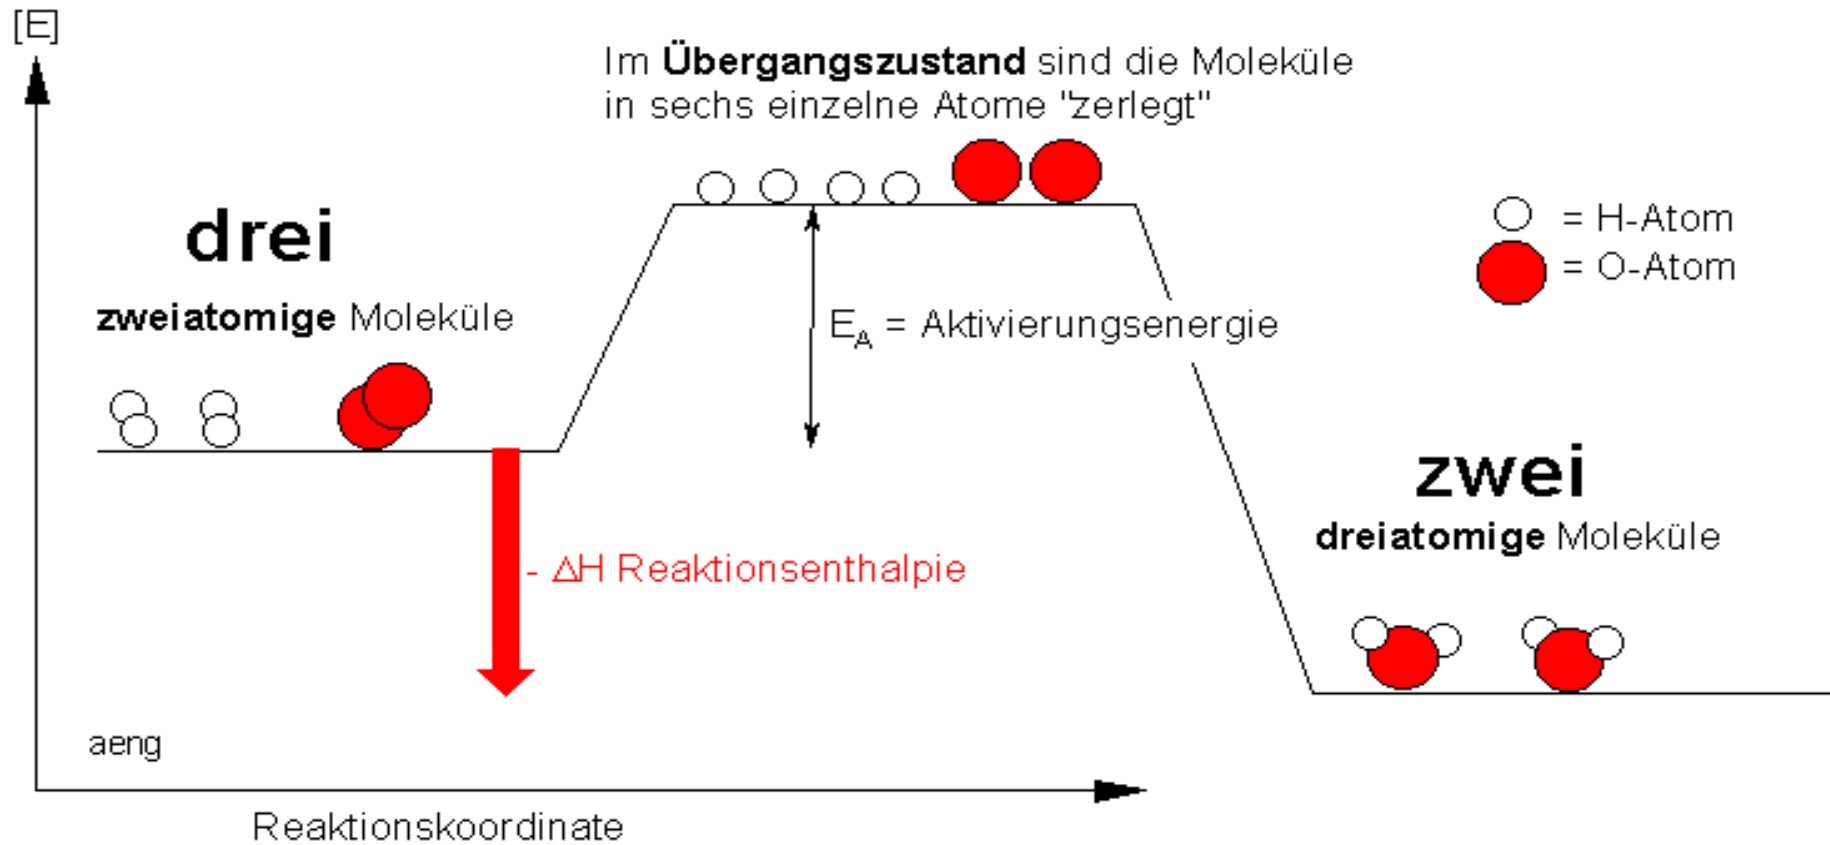 [E]
Im Übergangszustand sind die Moleküle
in sechs einzelne Atome "zerlegt"
drei
zweiatomige Moleküle
= H-Atom
= O-Atom
E_A = Aktivierungsenergie
zwei
dreiatomige Moleküle
- ΔH Reaktionsenthalpie
aeng
Reaktionskoordinate